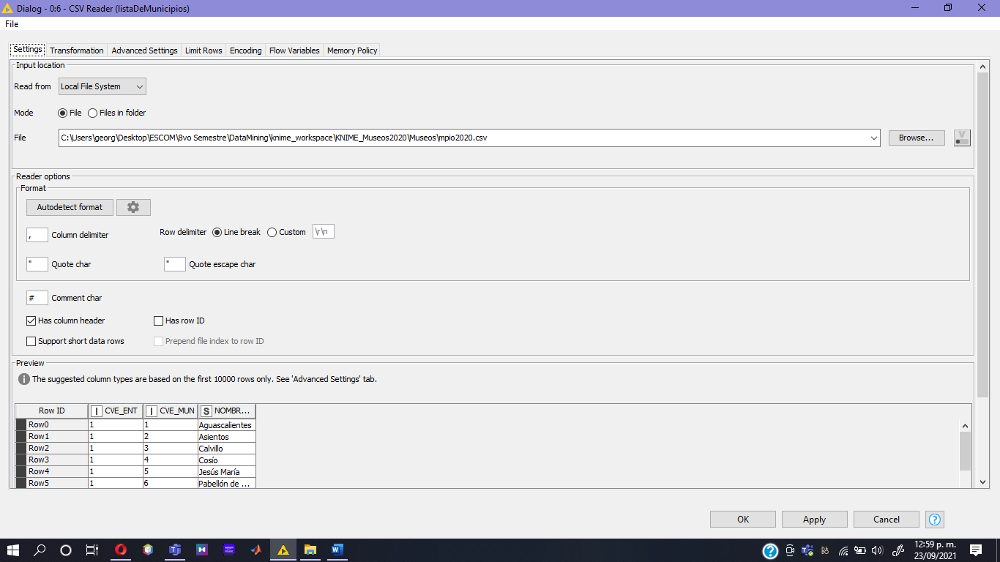 Dialog - 0:6 - CSV Reader (listaDeMunicipios)
File
Settings Transformation Advanced Settings Limit Rows Encoding Flow Variables Memory Policy
Input location
Read from Local File System
Mode File Files in folder
File C:\Users\georg\Desktop\ESCOM\8vo Semestre\DataMining\knime_workspace\KNIME_Museos2020\Museos\mpio2020.csv Browse... V
Reader options
Format
Autodetect format
, Column delimiter Row delimiter Line break Custom \r\n
" Quote char " Quote escape char
# Comment char
Has column header Has row ID
Support short data rows Prepend file index to row ID
Preview
i The suggested column types are based on the first 10000 rows only. See 'Advanced Settings' tab.
Row ID I CVE_ENT I CVE_MUN S NOMBR...
Row0 1 1 Aguascalientes
Row1 1 2 Asientos
Row2 1 3 Calvillo
Row3 1 4 Cosío
Row4 1 5 Jesús María
Row5 1 6 Pabellón de ...
OK Apply Cancel ?
12:59 p. m.
23/09/2021